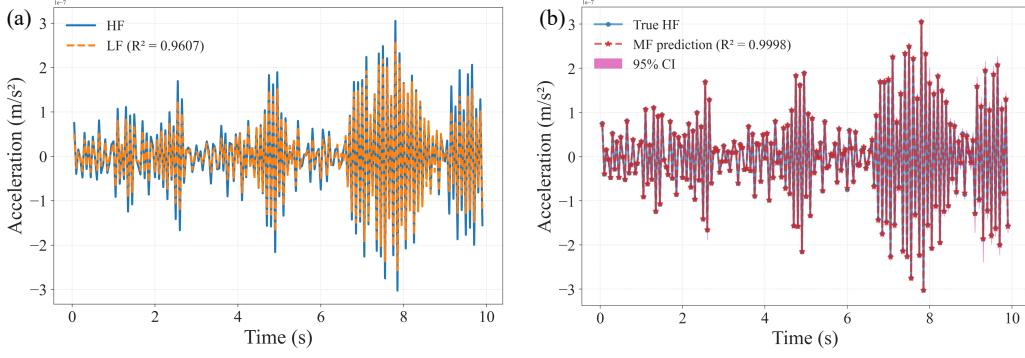 (a)
1e−7
HF
LF (R² = 0.9607)
3
2
1
0
−1
−2
−3
Acceleration (m/s²)
0 2 4 6 8 10
Time (s)
(b)
1e−7
True HF
MF prediction (R² = 0.9998)
95% CI
3
2
1
0
−1
−2
−3
Acceleration (m/s²)
0 2 4 6 8 10
Time (s)